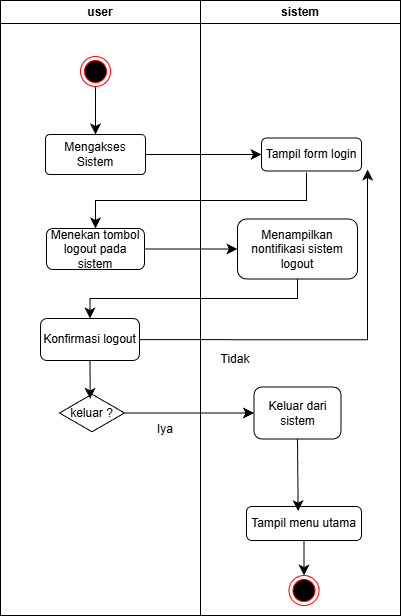 user
sistem
Mengakses
Sistem
Tampil form login
Menekan tombol
logout pada
sistem
Menampilkan
nontifikasi sistem
logout
Konfirmasi logout
Tidak
keluar ?
Iya
Keluar dari
sistem
Tampil menu utama